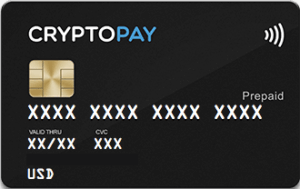 CRYPTOPAY
Prepaid
XXXX XXXX XXXX XXXX
VALID THRU CVC
XX/XX XXX
USD